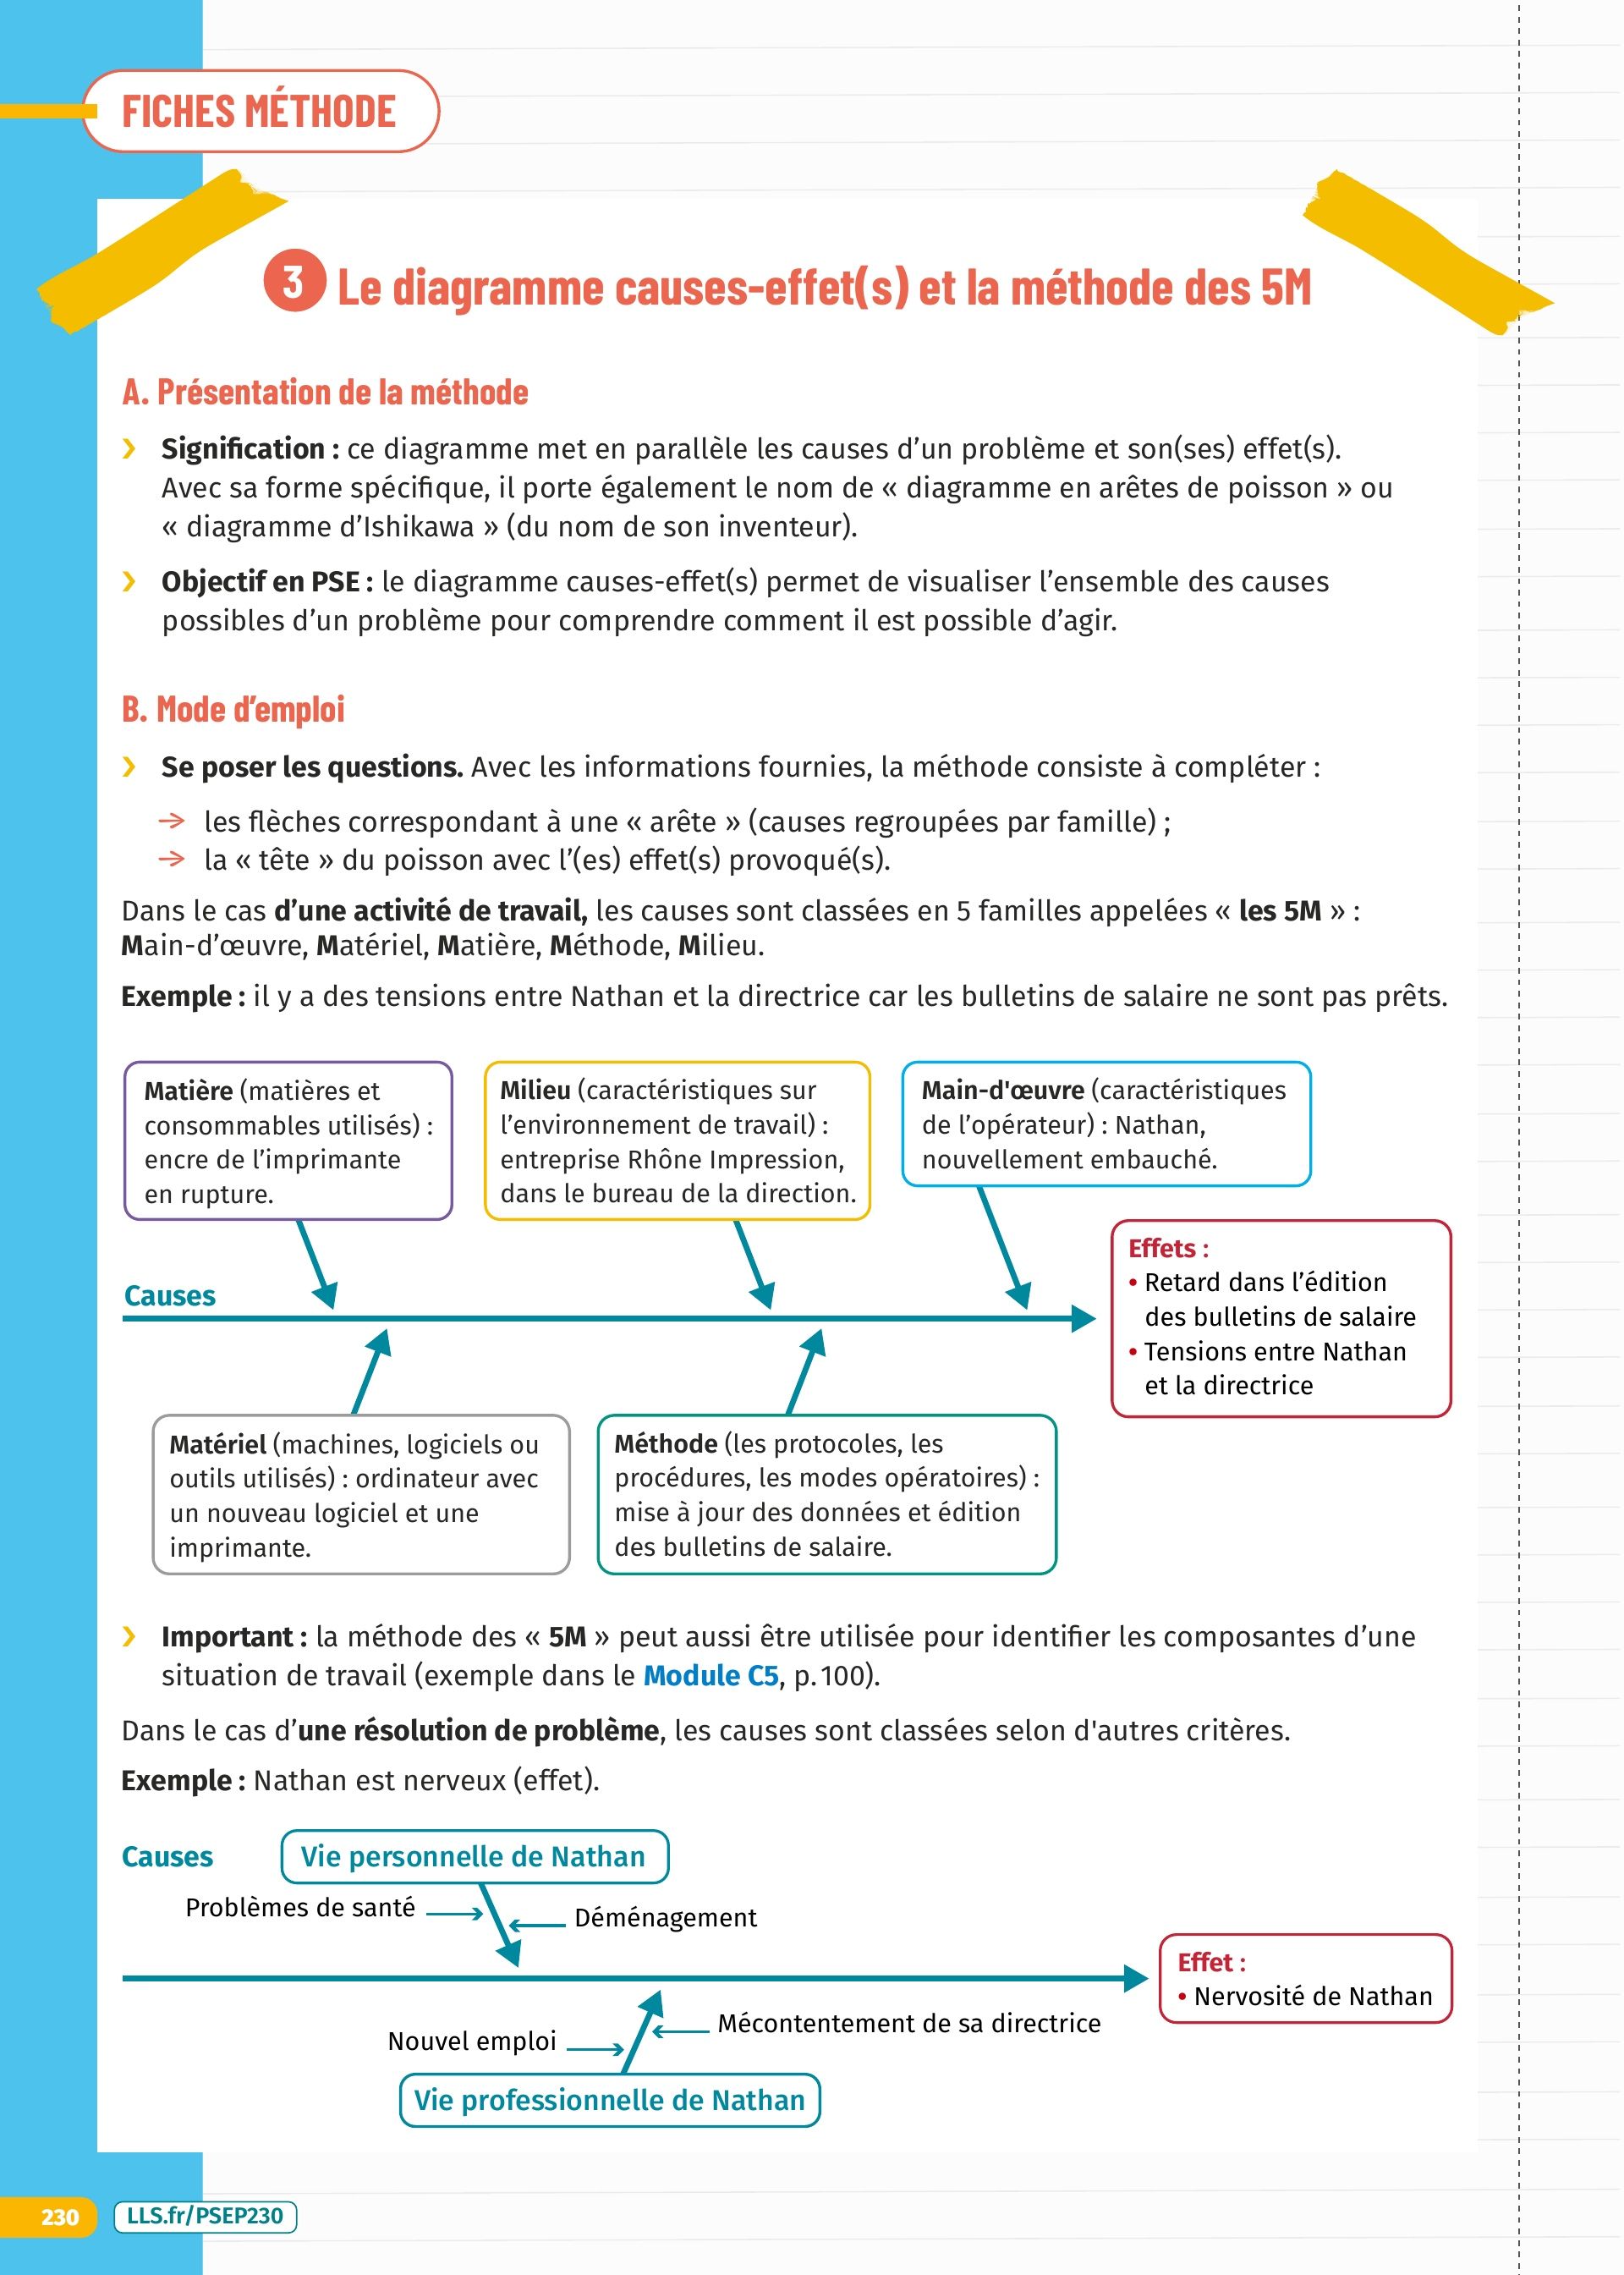 FICHES MÉTHODE
3 Le diagramme causes-effet(s) et la méthode des 5M
A. Présentation de la méthode
› Signification : ce diagramme met en parallèle les causes d’un problème et son(ses) effet(s).
Avec sa forme spécifique, il porte également le nom de « diagramme en arêtes de poisson » ou
« diagramme d’Ishikawa » (du nom de son inventeur).
› Objectif en PSE : le diagramme causes-effet(s) permet de visualiser l’ensemble des causes
possibles d’un problème pour comprendre comment il est possible d’agir.
B. Mode d’emploi
› Se poser les questions. Avec les informations fournies, la méthode consiste à compléter :
→ les flèches correspondant à une « arête » (causes regroupées par famille) ;
→ la « tête » du poisson avec l’(es) effet(s) provoqué(s).
Dans le cas d’une activité de travail, les causes sont classées en 5 familles appelées « les 5M » :
Main-d’œuvre, Matériel, Matière, Méthode, Milieu.
Exemple : il y a des tensions entre Nathan et la directrice car les bulletins de salaire ne sont pas prêts.
Matière (matières et
consommables utilisés) :
encre de l’imprimante
en rupture.
Milieu (caractéristiques sur
l’environnement de travail) :
entreprise Rhône Impression,
dans le bureau de la direction.
Main-d'œuvre (caractéristiques
de l’opérateur) : Nathan,
nouvellement embauché.
Causes
Effets :
• Retard dans l’édition
des bulletins de salaire
• Tensions entre Nathan
et la directrice
Matériel (machines, logiciels ou
outils utilisés) : ordinateur avec
un nouveau logiciel et une
imprimante.
Méthode (les protocoles, les
procédures, les modes opératoires) :
mise à jour des données et édition
des bulletins de salaire.
› Important : la méthode des « 5M » peut aussi être utilisée pour identifier les composantes d’une
situation de travail (exemple dans le Module C5, p. 100).
Dans le cas d’une résolution de problème, les causes sont classées selon d'autres critères.
Exemple : Nathan est nerveux (effet).
Causes
Vie personnelle de Nathan
Problèmes de santé
Déménagement
Effet :
• Nervosité de Nathan
Mécontentement de sa directrice
Nouvel emploi
Vie professionnelle de Nathan
230
LLS.fr/PSEP230